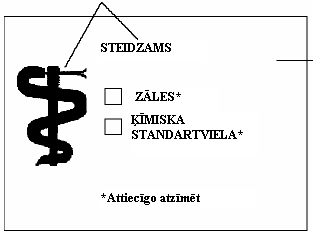 STEIDZAMS
ZĀLES*
ĶĪMISKA
STANDARTVIELA*
*Attiecīgo atzīmēt